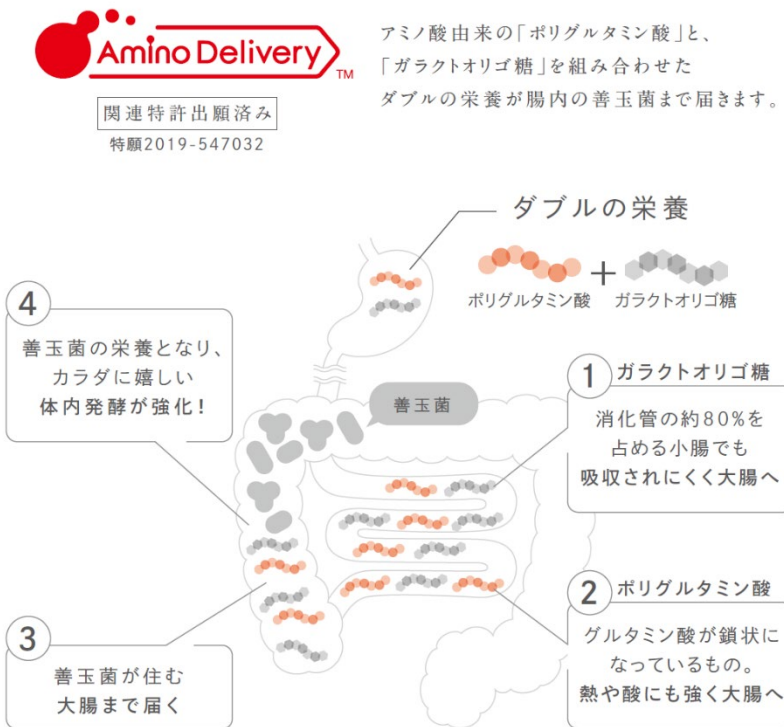 Amino Delivery
TM
関連特許出願済み
特願2019-547032
アミノ酸由来の「ポリグルタミン酸」と、
「ガラクトオリゴ糖」を組み合わせた
ダブルの栄養が腸内の善玉菌まで届きます。
ダブルの栄養
ポリグルタミン酸
+
ガラクトオリゴ糖
善玉菌
1
ガラクトオリゴ糖
消化管の約80%を
占める小腸でも
吸収されにくく大腸へ
2
ポリグルタミン酸
グルタミン酸が鎖状に
なっているもの。
熱や酸にも強く大腸へ
3
善玉菌が住む
大腸まで届く
4
善玉菌の栄養となり、
カラダに嬉しい
体内発酵が強化!